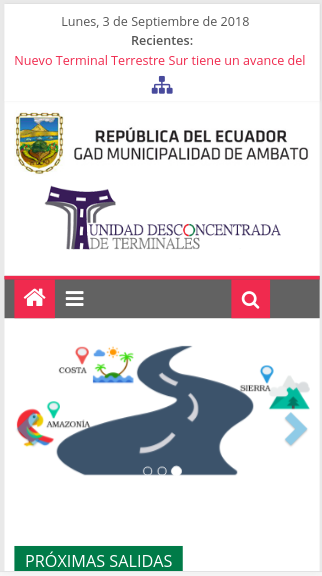 Lunes, 3 de Septiembre de 2018
Recientes:
Nuevo Terminal Terrestre Sur tiene un avance del
REPÚBLICA DEL ECUADOR
GAD MUNICIPALIDAD DE AMBATO
UNIDAD DESCONCENTRADA
DE TERMINALES
COSTA
SIERRA
AMAZONÍA
PRÓXIMAS SALIDAS